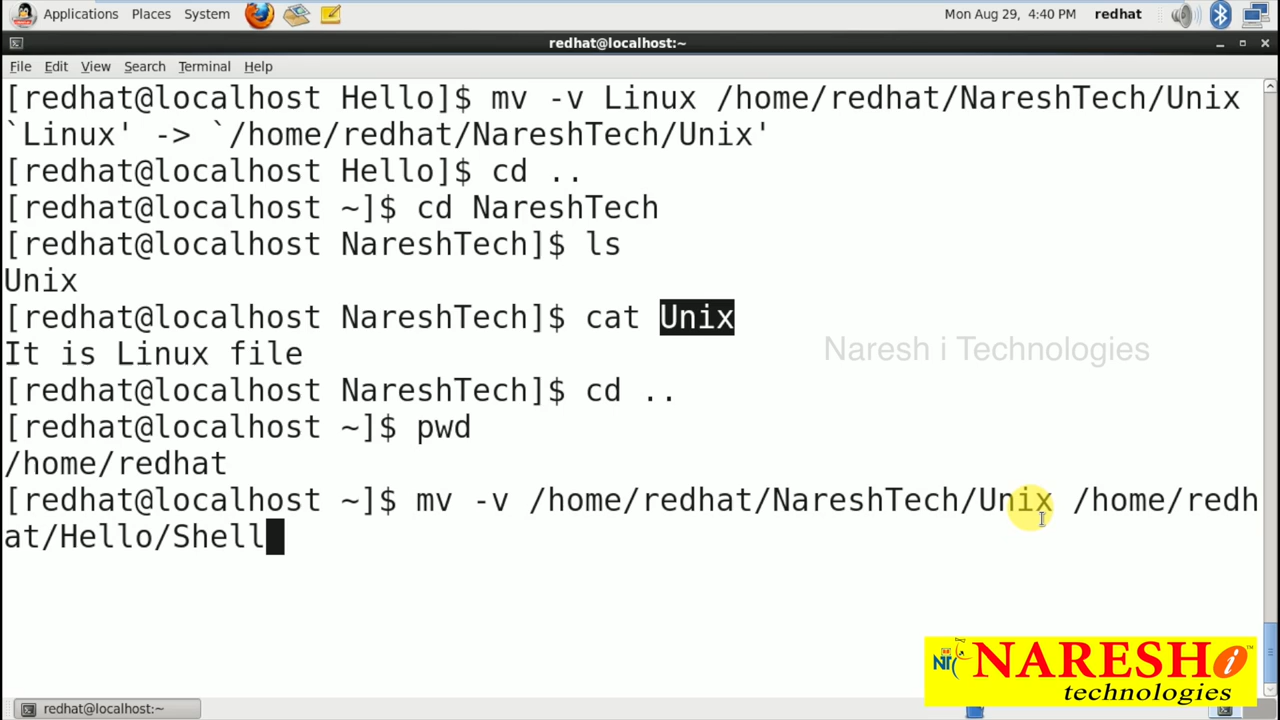 Applications Places System Mon Aug 29, 4:40 PM redhat
redhat@localhost:~
File Edit View Search Terminal Help
[redhat@localhost Hello]$ mv -v Linux /home/redhat/NareshTech/Unix
`Linux' -> `/home/redhat/NareshTech/Unix'
[redhat@localhost Hello]$ cd ..
[redhat@localhost ~]$ cd NareshTech
[redhat@localhost NareshTech]$ ls
Unix
[redhat@localhost NareshTech]$ cat Unix
It is Linux file
Naresh i Technologies
[redhat@localhost NareshTech]$ cd ..
[redhat@localhost ~]$ pwd
/home/redhat
[redhat@localhost ~]$ mv -v /home/redhat/NareshTech/Unix /home/redh
at/Hello/Shell
NT NARESH i
technologies
redhat@localhost:~